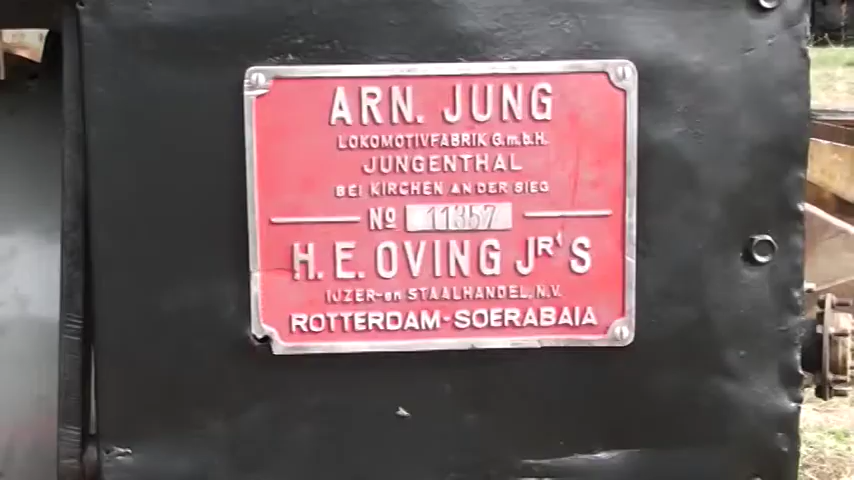 ARN. JUNG
LOKOMOTIVFABRIK G.m.b.H.
JUNGENTHAL
BEI KIRCHEN AN DER SIEG
No 11357
H. E. OVING JR'S
IJZER-en STAALHANDEL, N.V.
ROTTERDAM-SOERABAIA